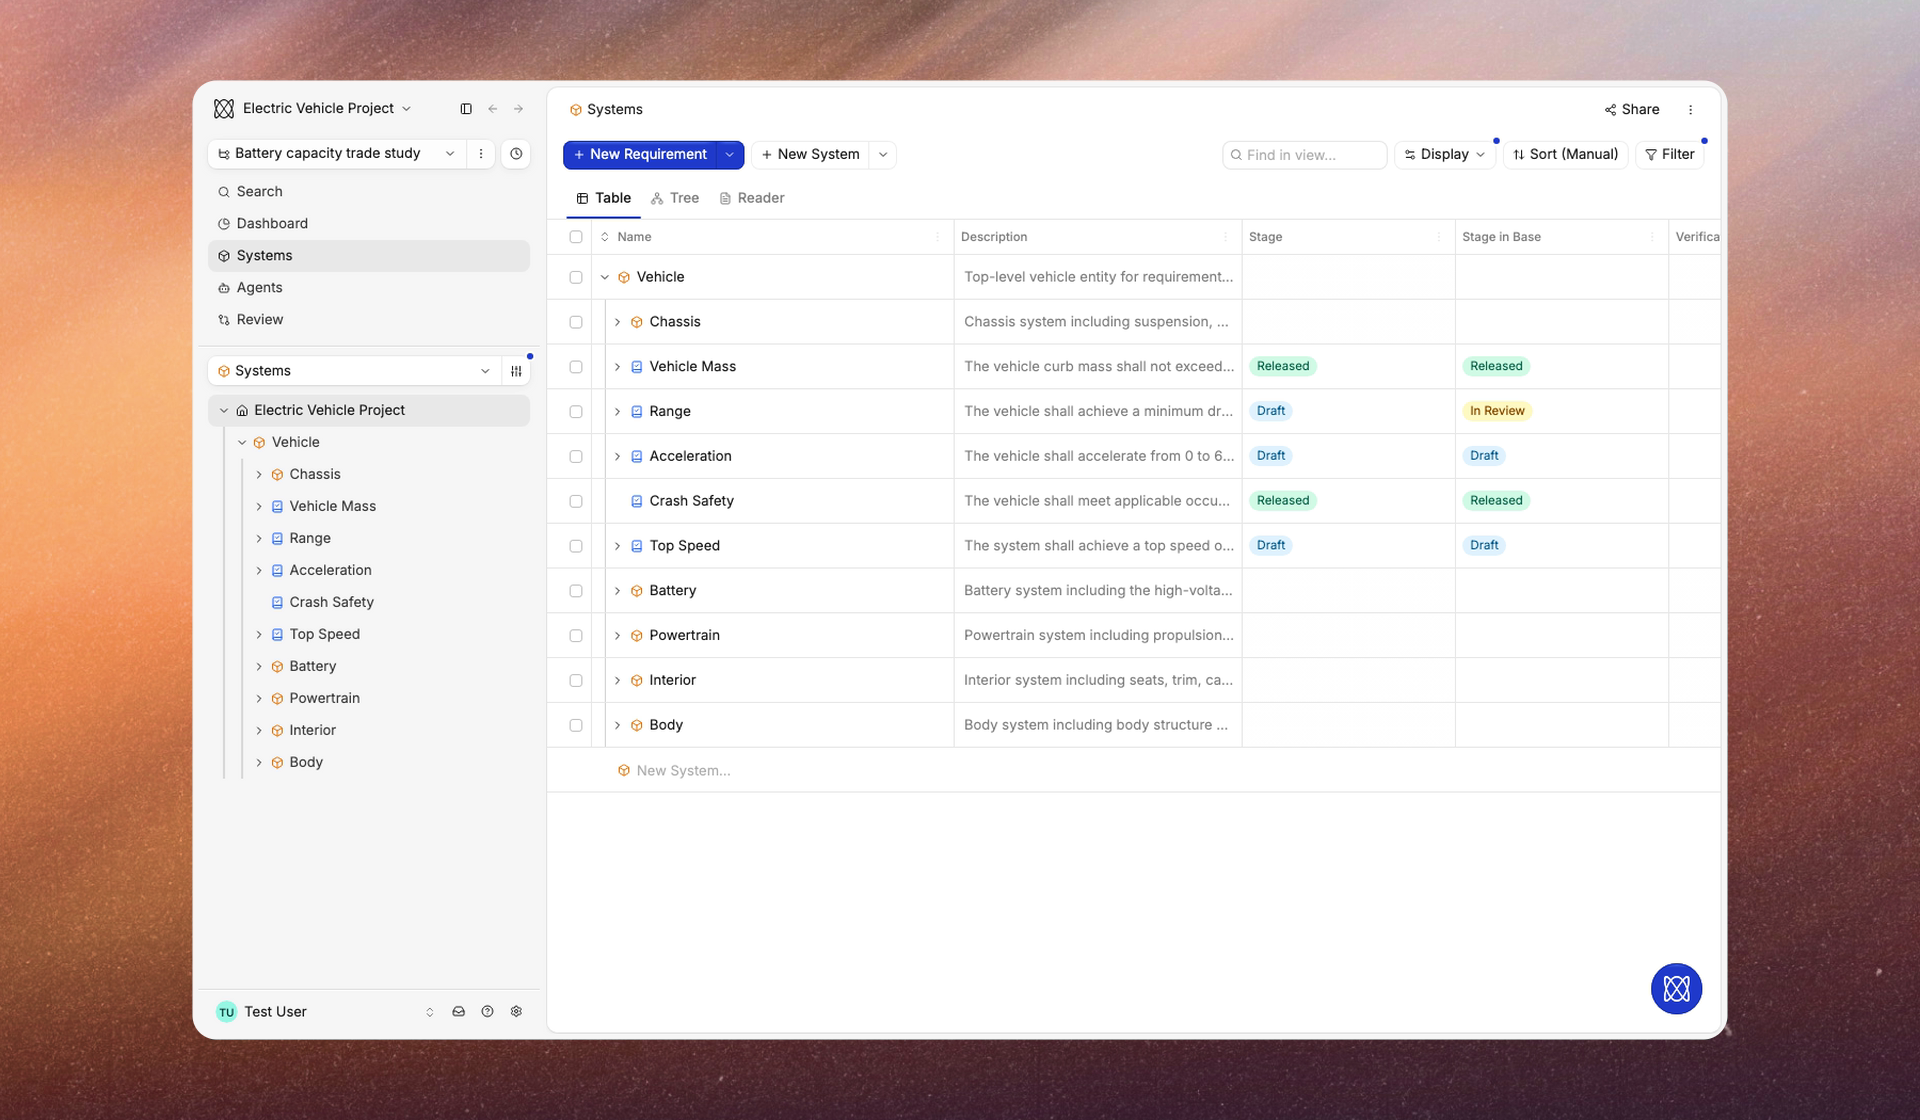 Electric Vehicle Project
Battery capacity trade study
Search
Dashboard
Systems
Agents
Review
Systems
Electric Vehicle Project
Vehicle
Chassis
Vehicle Mass
Range
Acceleration
Crash Safety
Top Speed
Battery
Powertrain
Interior
Body
TU Test User
Systems
Share
New Requirement
New System
Find in view...
Display
Sort (Manual)
Filter
Table Tree Reader
Name Description Stage Stage in Base Verifica
Vehicle Top-level vehicle entity for requirement...
Chassis Chassis system including suspension, ...
Vehicle Mass The vehicle curb mass shall not exceed... Released Released
Range The vehicle shall achieve a minimum dr... Draft In Review
Acceleration The vehicle shall accelerate from 0 to 6... Draft Draft
Crash Safety The vehicle shall meet applicable occu... Released Released
Top Speed The system shall achieve a top speed o... Draft Draft
Battery Battery system including the high-volta...
Powertrain Powertrain system including propulsion...
Interior Interior system including seats, trim, ca...
Body Body system including body structure ...
New System...